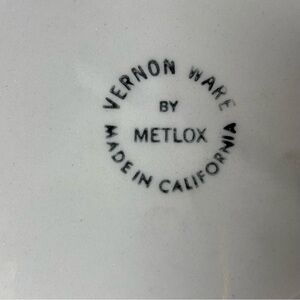 VERNON WARE
BY
METLOX
MADE IN CALIFORNIA